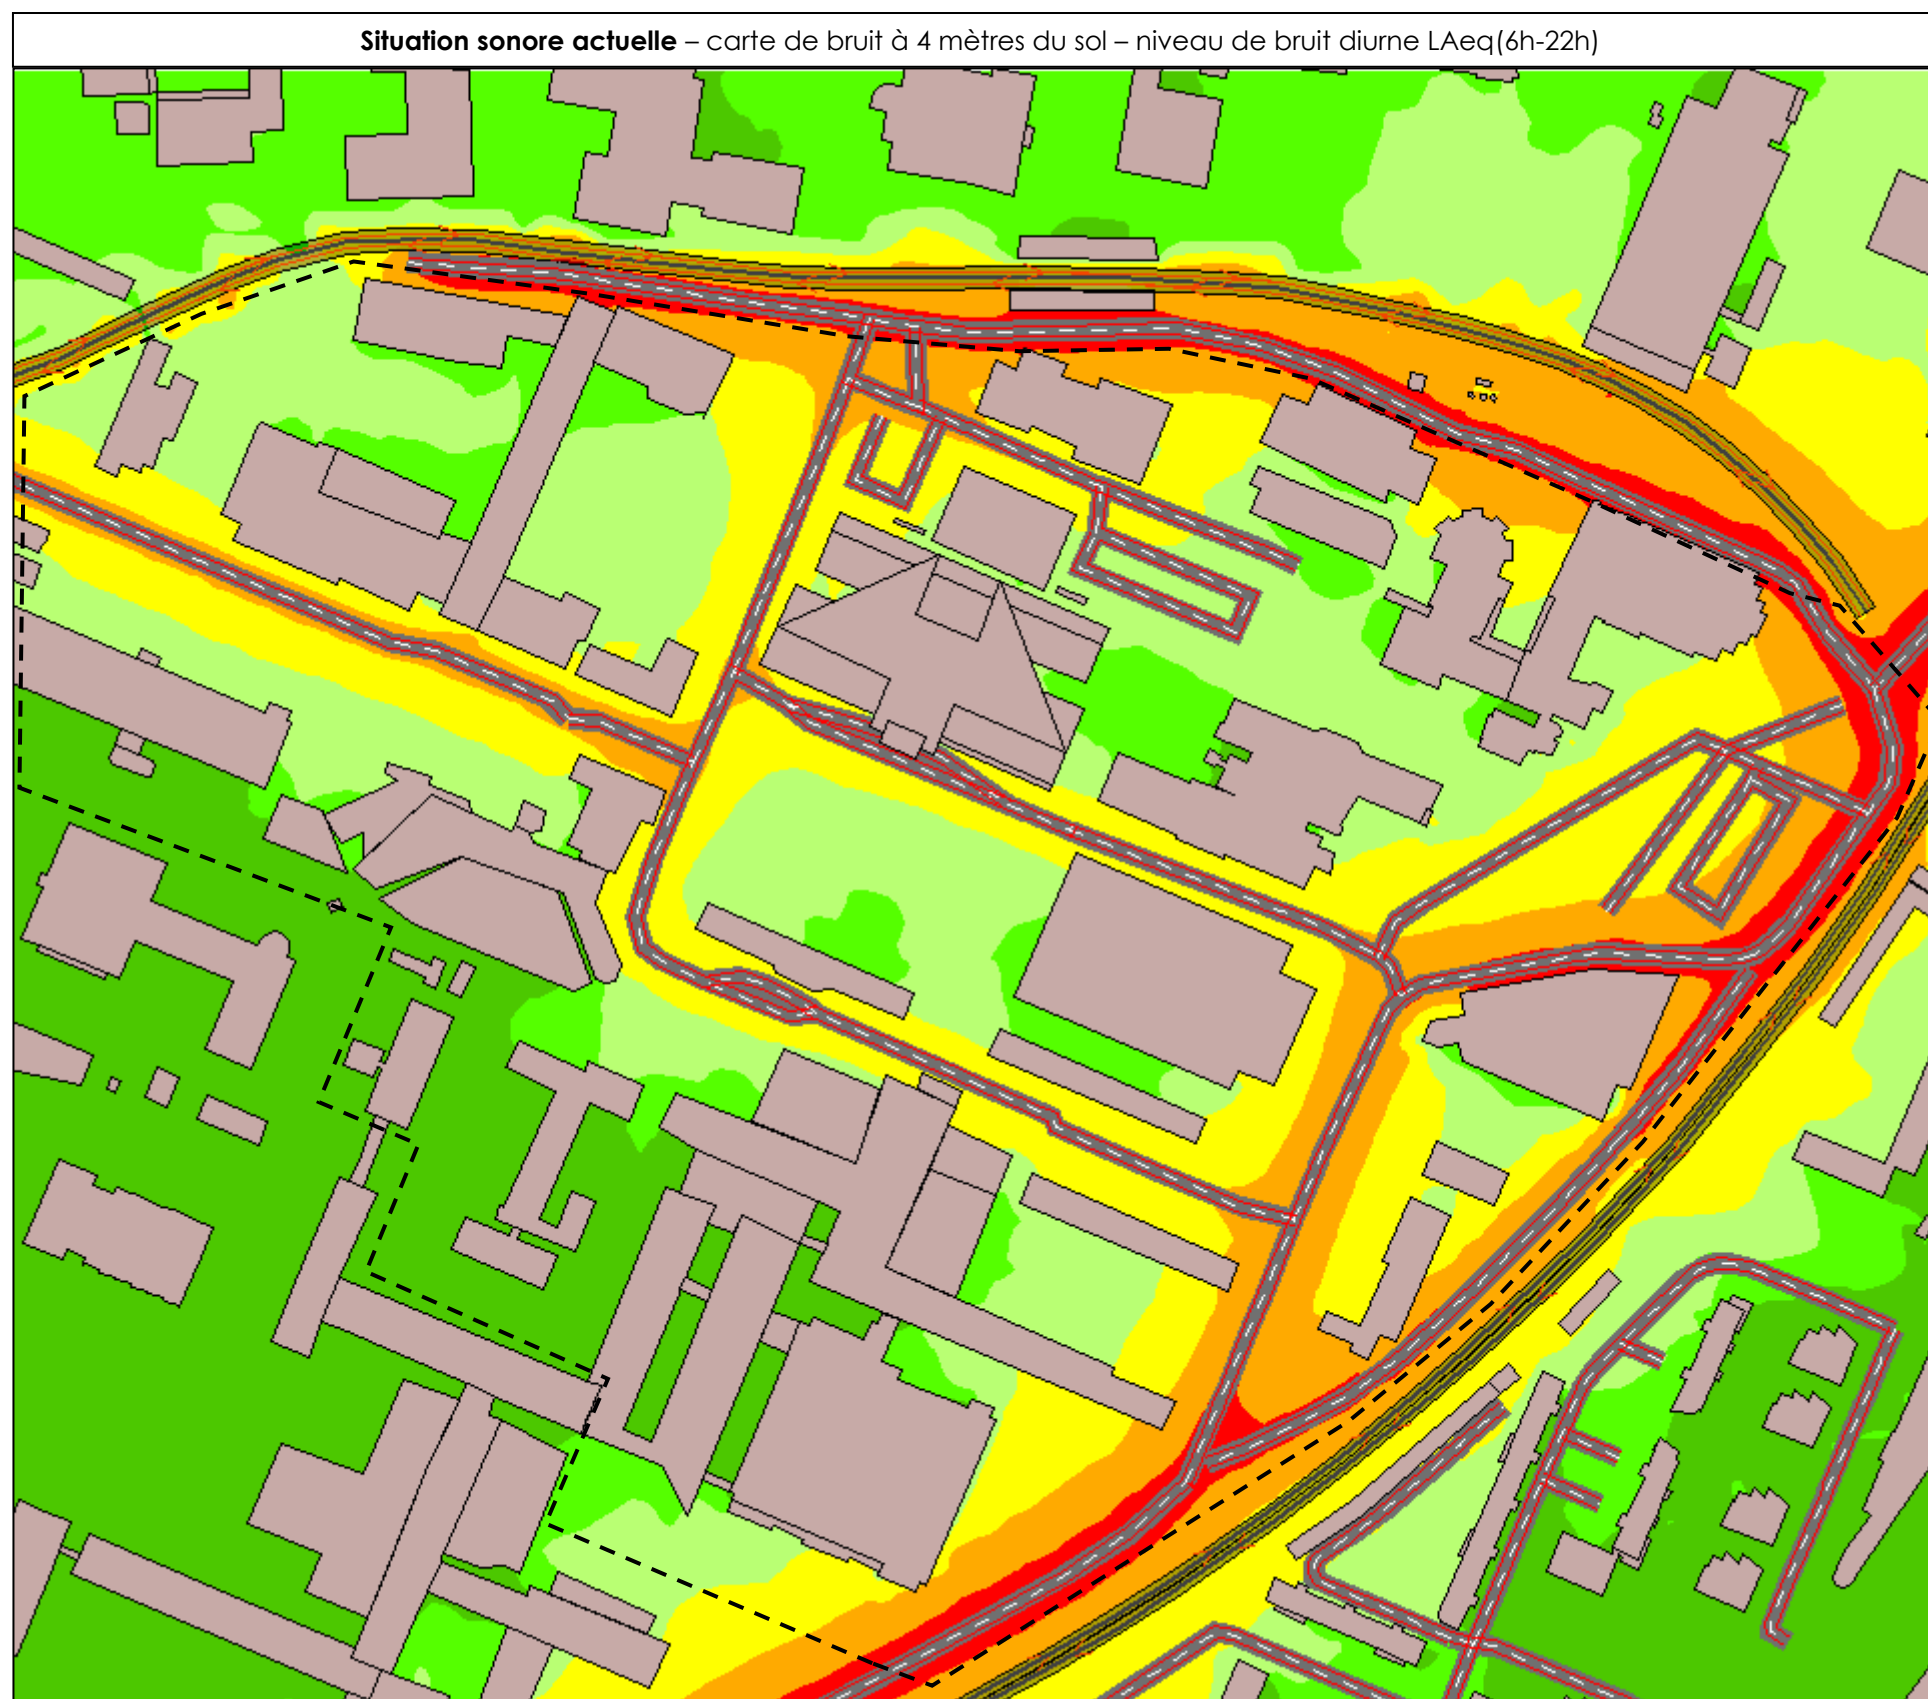 Situation sonore actuelle – carte de bruit à 4 mètres du sol – niveau de bruit diurne LAeq(6h-22h)